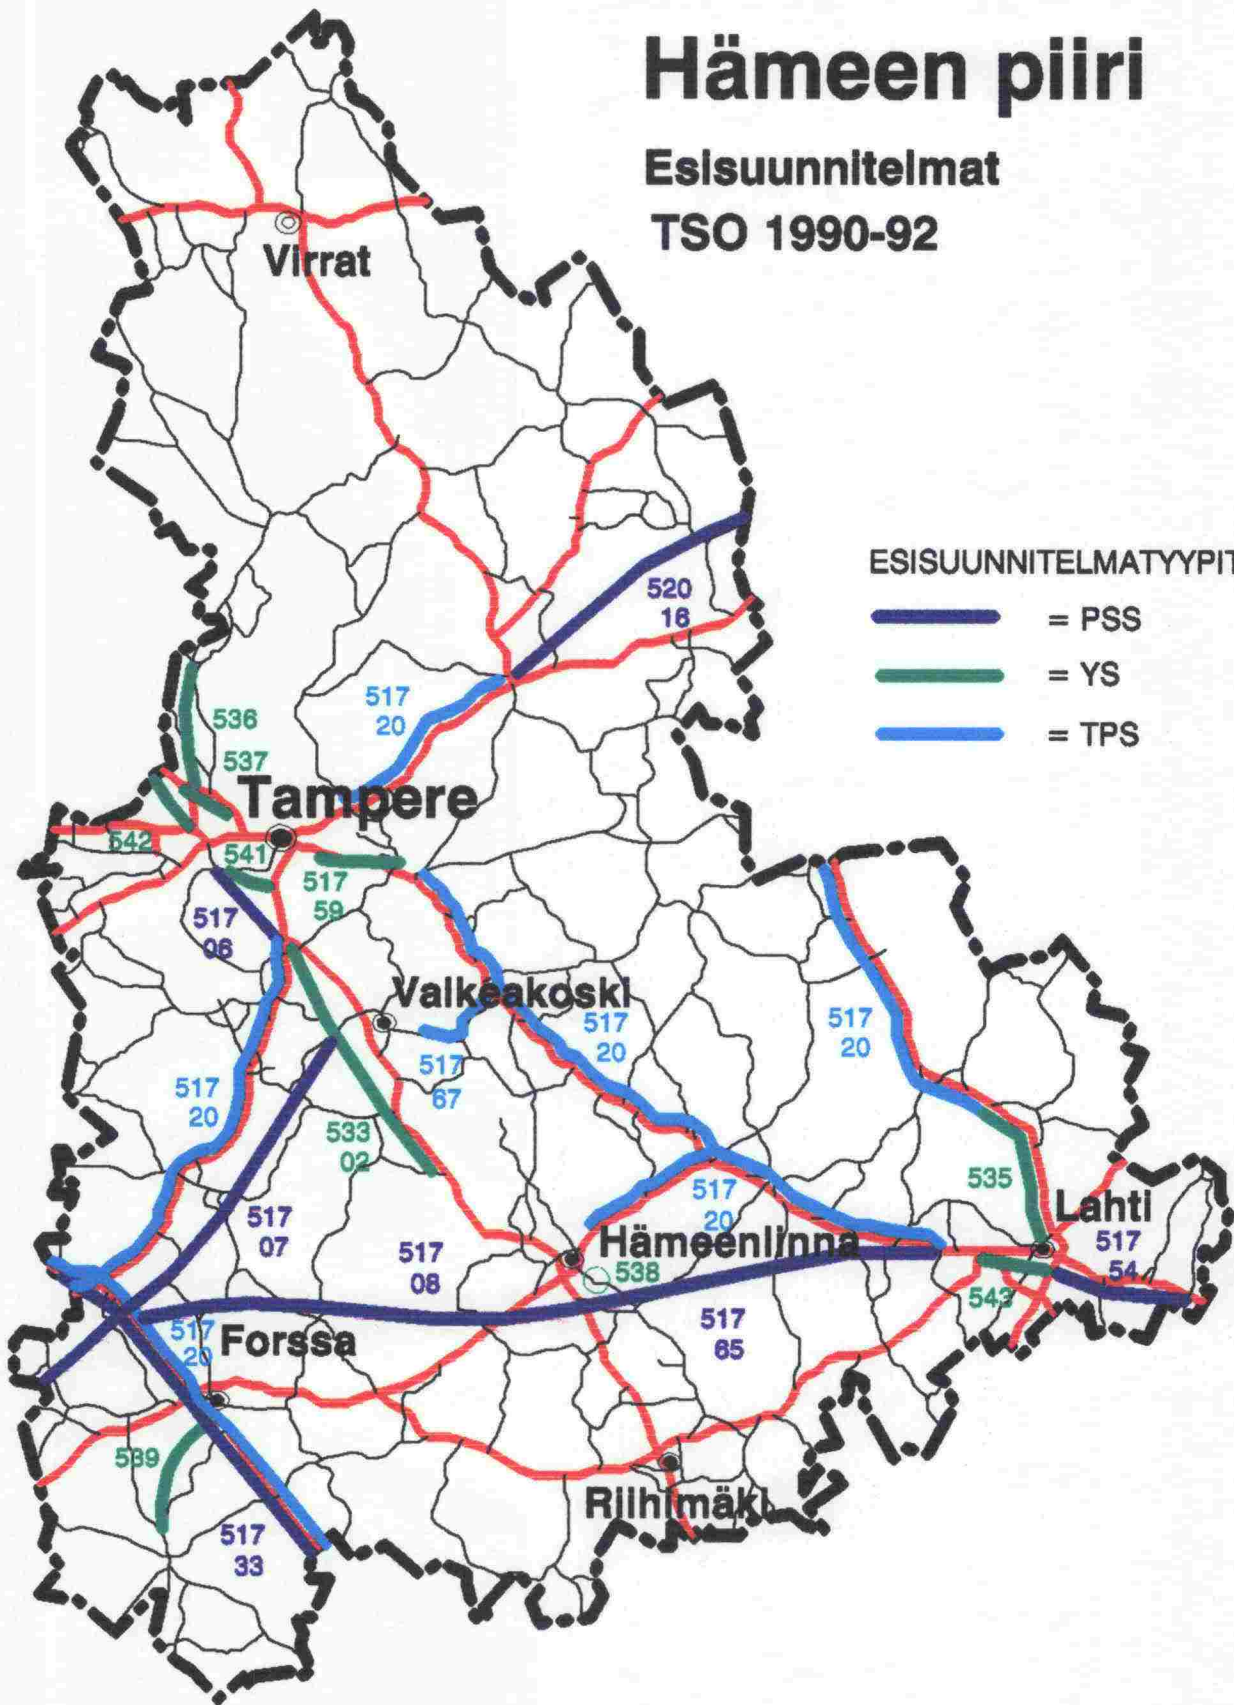 Hämeen piiri
Esisuunnitelmat
TSO 1990-92
Virrat
ESISUUNNITELMATYYPIT
= PSS
= YS
= TPS
520
16
517
20
536
537
Tampere
542
541
517
59
517
06
Valkeakoski
517
20
517
20
517
67
517
20
533
02
535
Lahti
517
54
517
20
517
07
517
08
Hämeenlinna
538
543
517
65
517
20
Forssa
539
Riihimäki
517
33